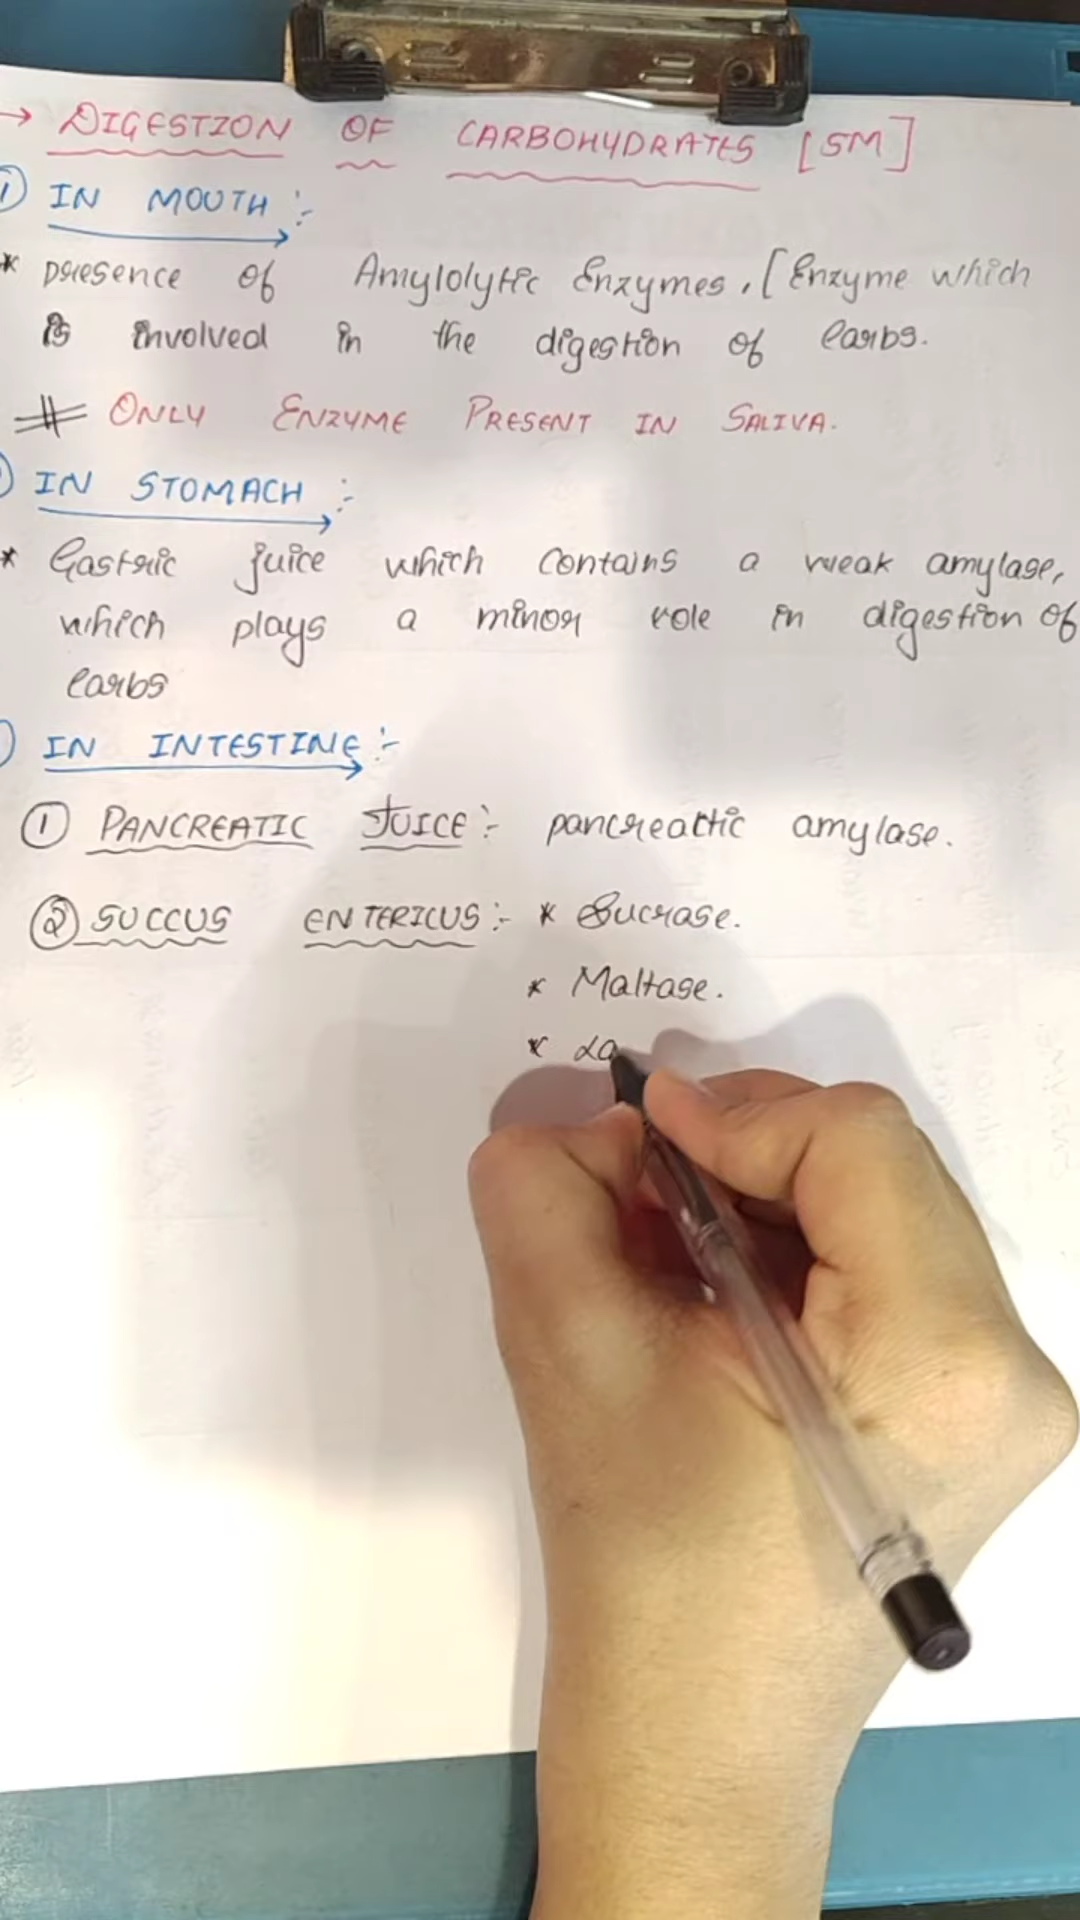 → DIGESTION OF CARBOHYDRATES [5M]
① IN MOUTH :-
* presence of Amylolytic Enzymes, [Enzyme which
is involved in the digestion of Carbs.
# ONLY ENZYME PRESENT IN SALIVA.
IN STOMACH :-
* Gastric juice which contains a weak amylase,
which plays a minor role in digestion of
Carbs
IN INTESTINE :-
① PANCREATIC JUICE :- pancreactic amylase.
② SUCCUS ENTERICUS :- * Sucrase.
* Maltase.
* La